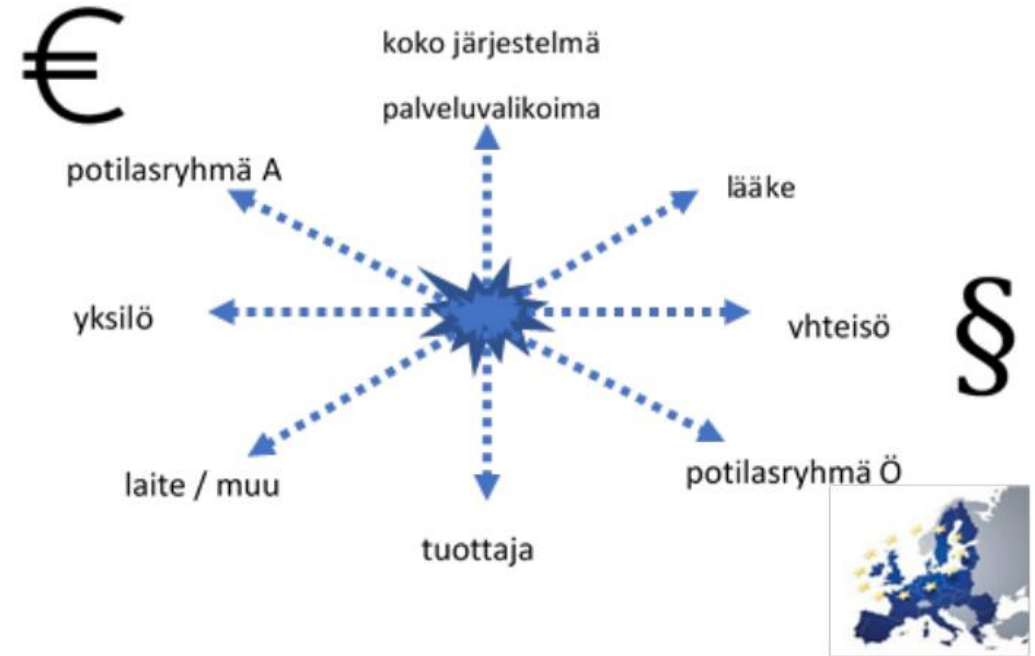 €
koko järjestelmä
palveluvalikoima
potilasryhmä A
lääke
yksilö
vhteisö
§
laite / muu
potilasryhmä Ö
tuottaja